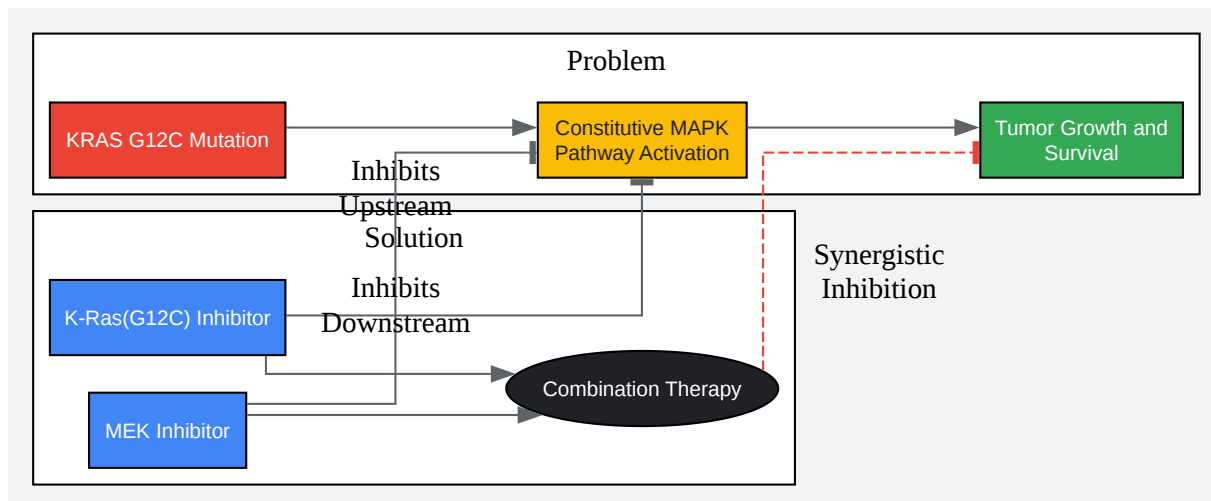 Problem
KRAS G12C Mutation
Constitutive MAPK
Pathway Activation
Tumor Growth and
Survival
Inhibits
Upstream
Solution
Synergistic
Inhibition
K-Ras(G12C) Inhibitor
Inhibits
Downstream
Combination Therapy
MEK Inhibitor